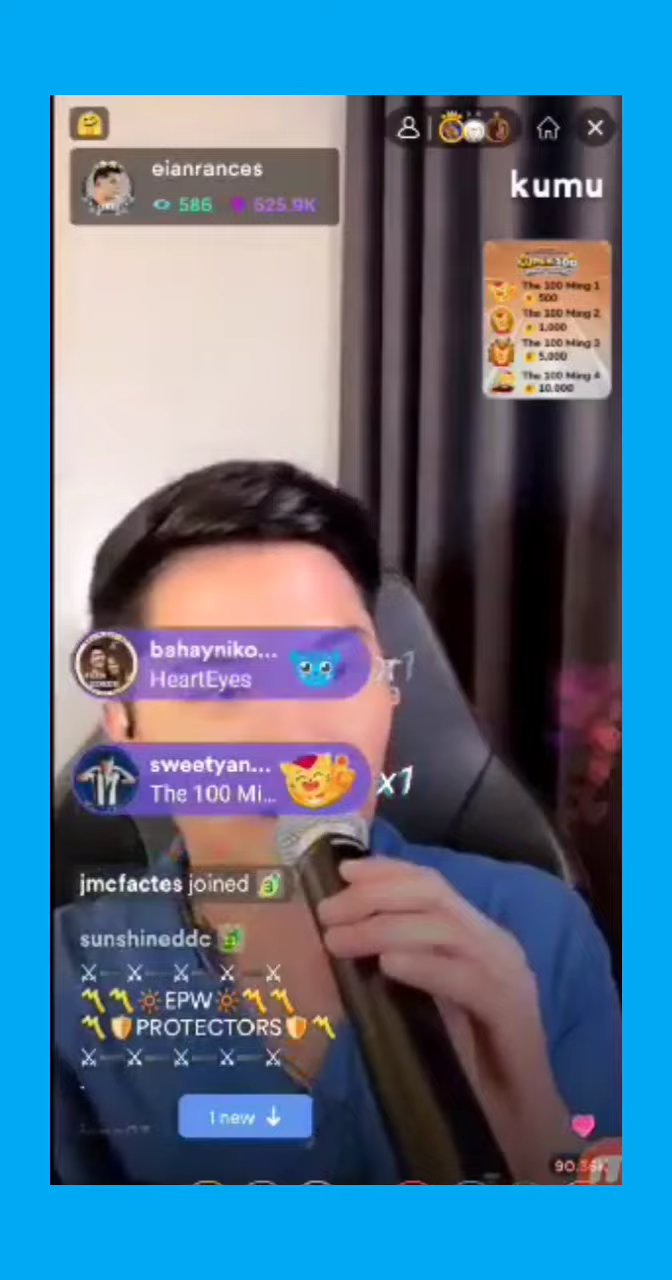 eianrances
586 525.9K
kumu
The 100 Ming 1
500
The 100 Ming 2
1,000
The 100 Ming 3
5,000
The 100 Ming 4
10,000
bahayniko...
HeartEyes
sweetyan...
The 100 Mi...
x1
jmcfactes joined
sunshineddc
EPW
PROTECTORS
.
1 new